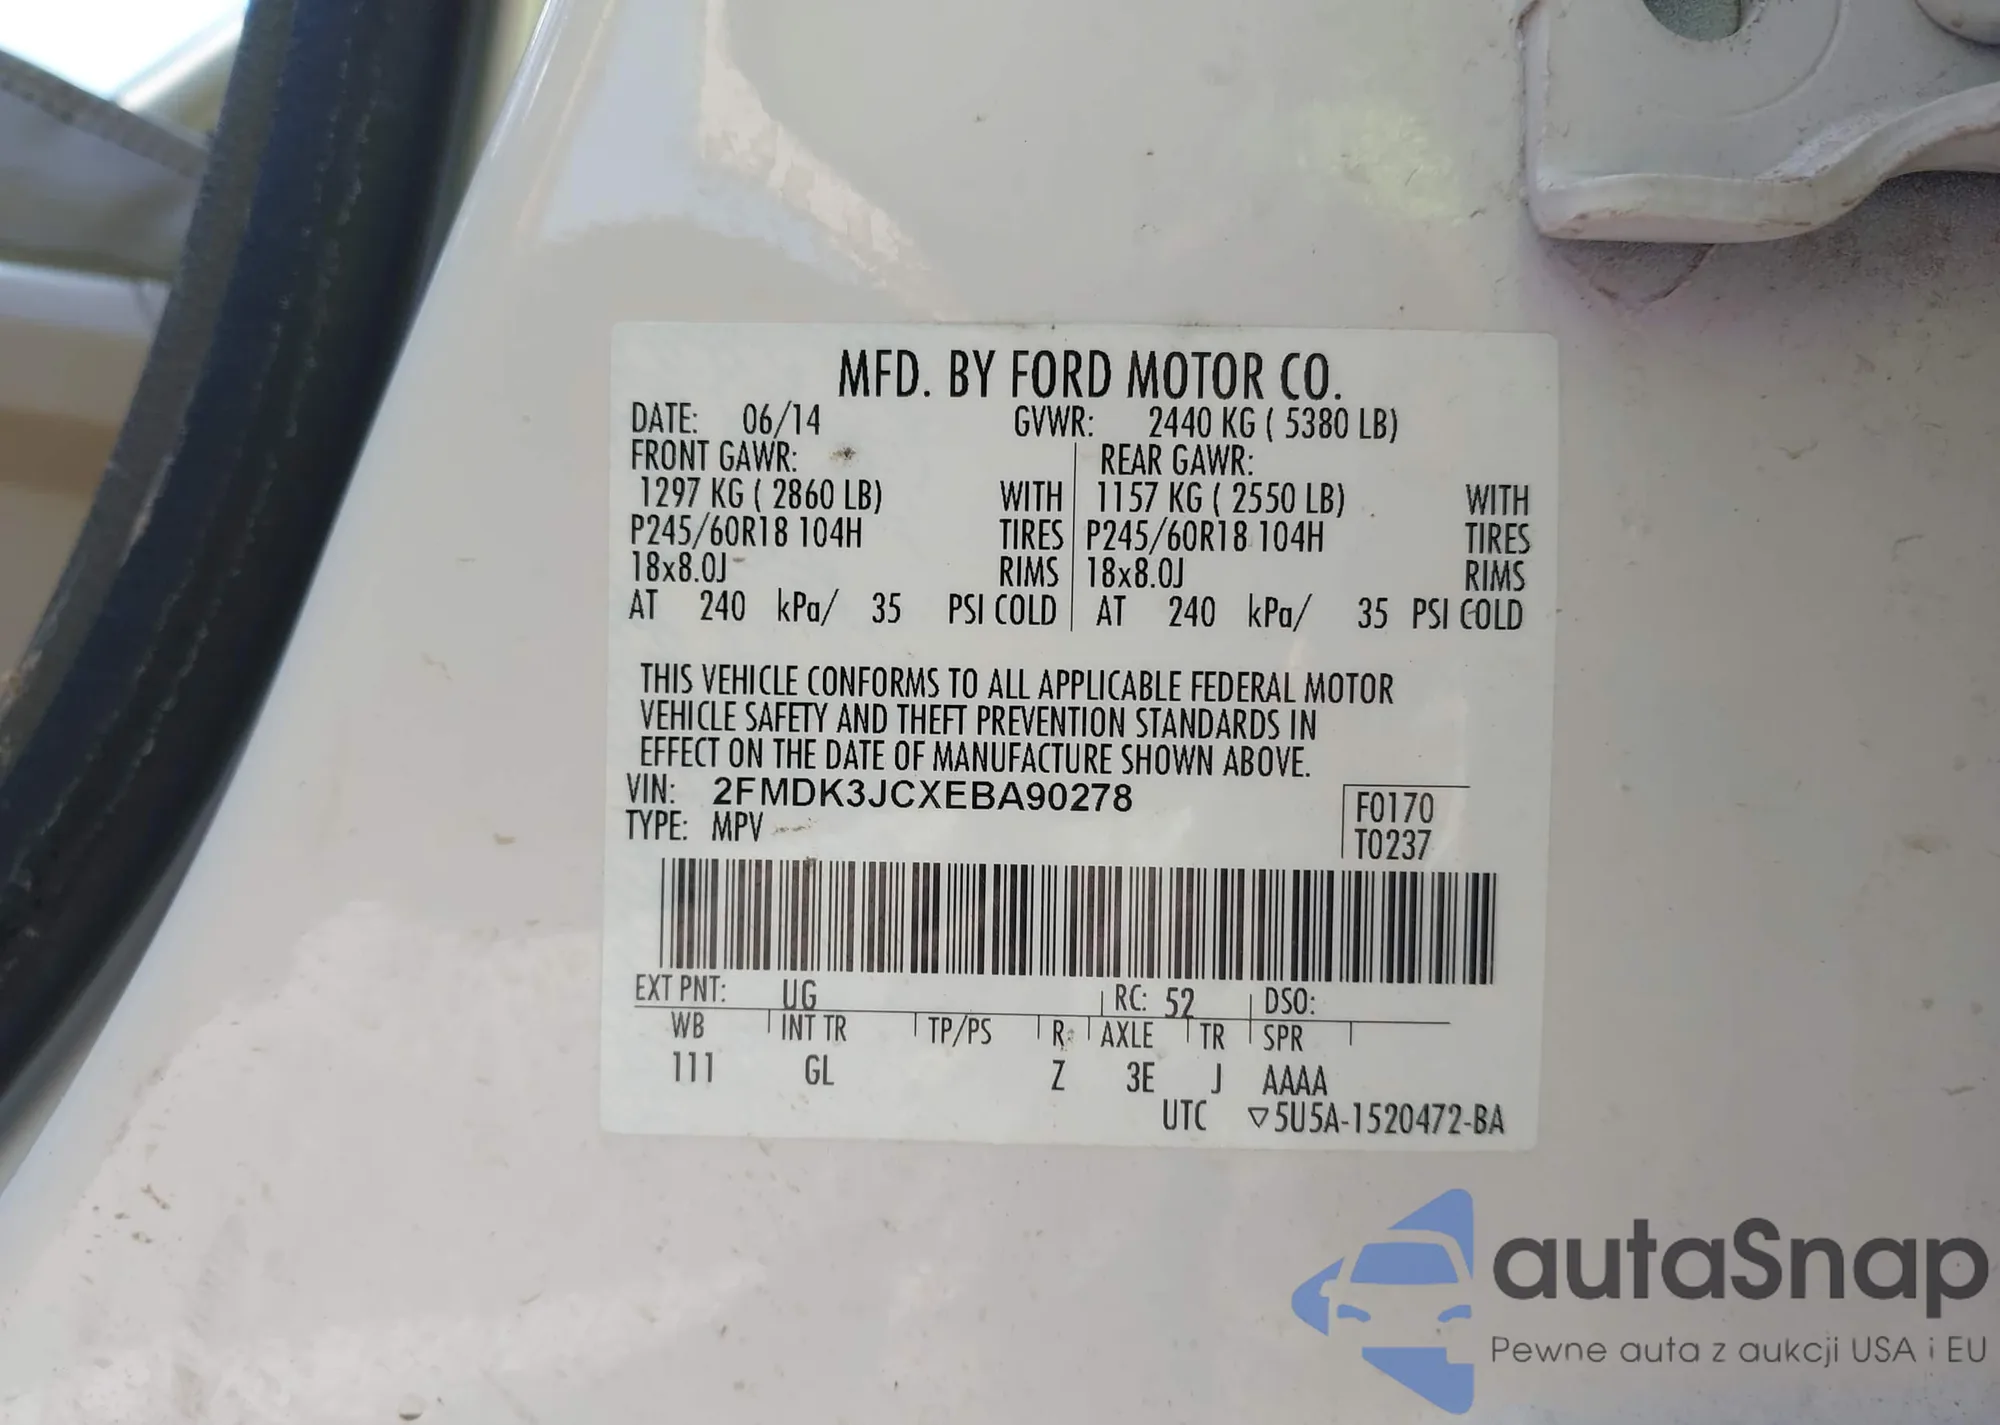 MFD. BY FORD MOTOR CO.
DATE: 06/14 GVWR: 2440 KG ( 5380 LB)
FRONT GAWR: REAR GAWR:
1297 KG ( 2860 LB) WITH 1157 KG ( 2550 LB) WITH
P245/60R18 104H TIRES P245/60R18 104H TIRES
18x8.0J RIMS 18x8.0J RIMS
AT 240 kPa/ 35 PSI COLD AT 240 kPa/ 35 PSI COLD
THIS VEHICLE CONFORMS TO ALL APPLICABLE FEDERAL MOTOR
VEHICLE SAFETY AND THEFT PREVENTION STANDARDS IN
EFFECT ON THE DATE OF MANUFACTURE SHOWN ABOVE.
VIN: 2FMDK3JCXEBA90278 F0170
TYPE: MPV T0237
EXT PNT: UG RC: 52 DSO:
WB INT TR TP/PS R AXLE TR SPR
111 GL Z 3E J AAAA
UTC ▽5U5A-1520472-BA
autaSnap
Pewne auta z aukcji USA i EU